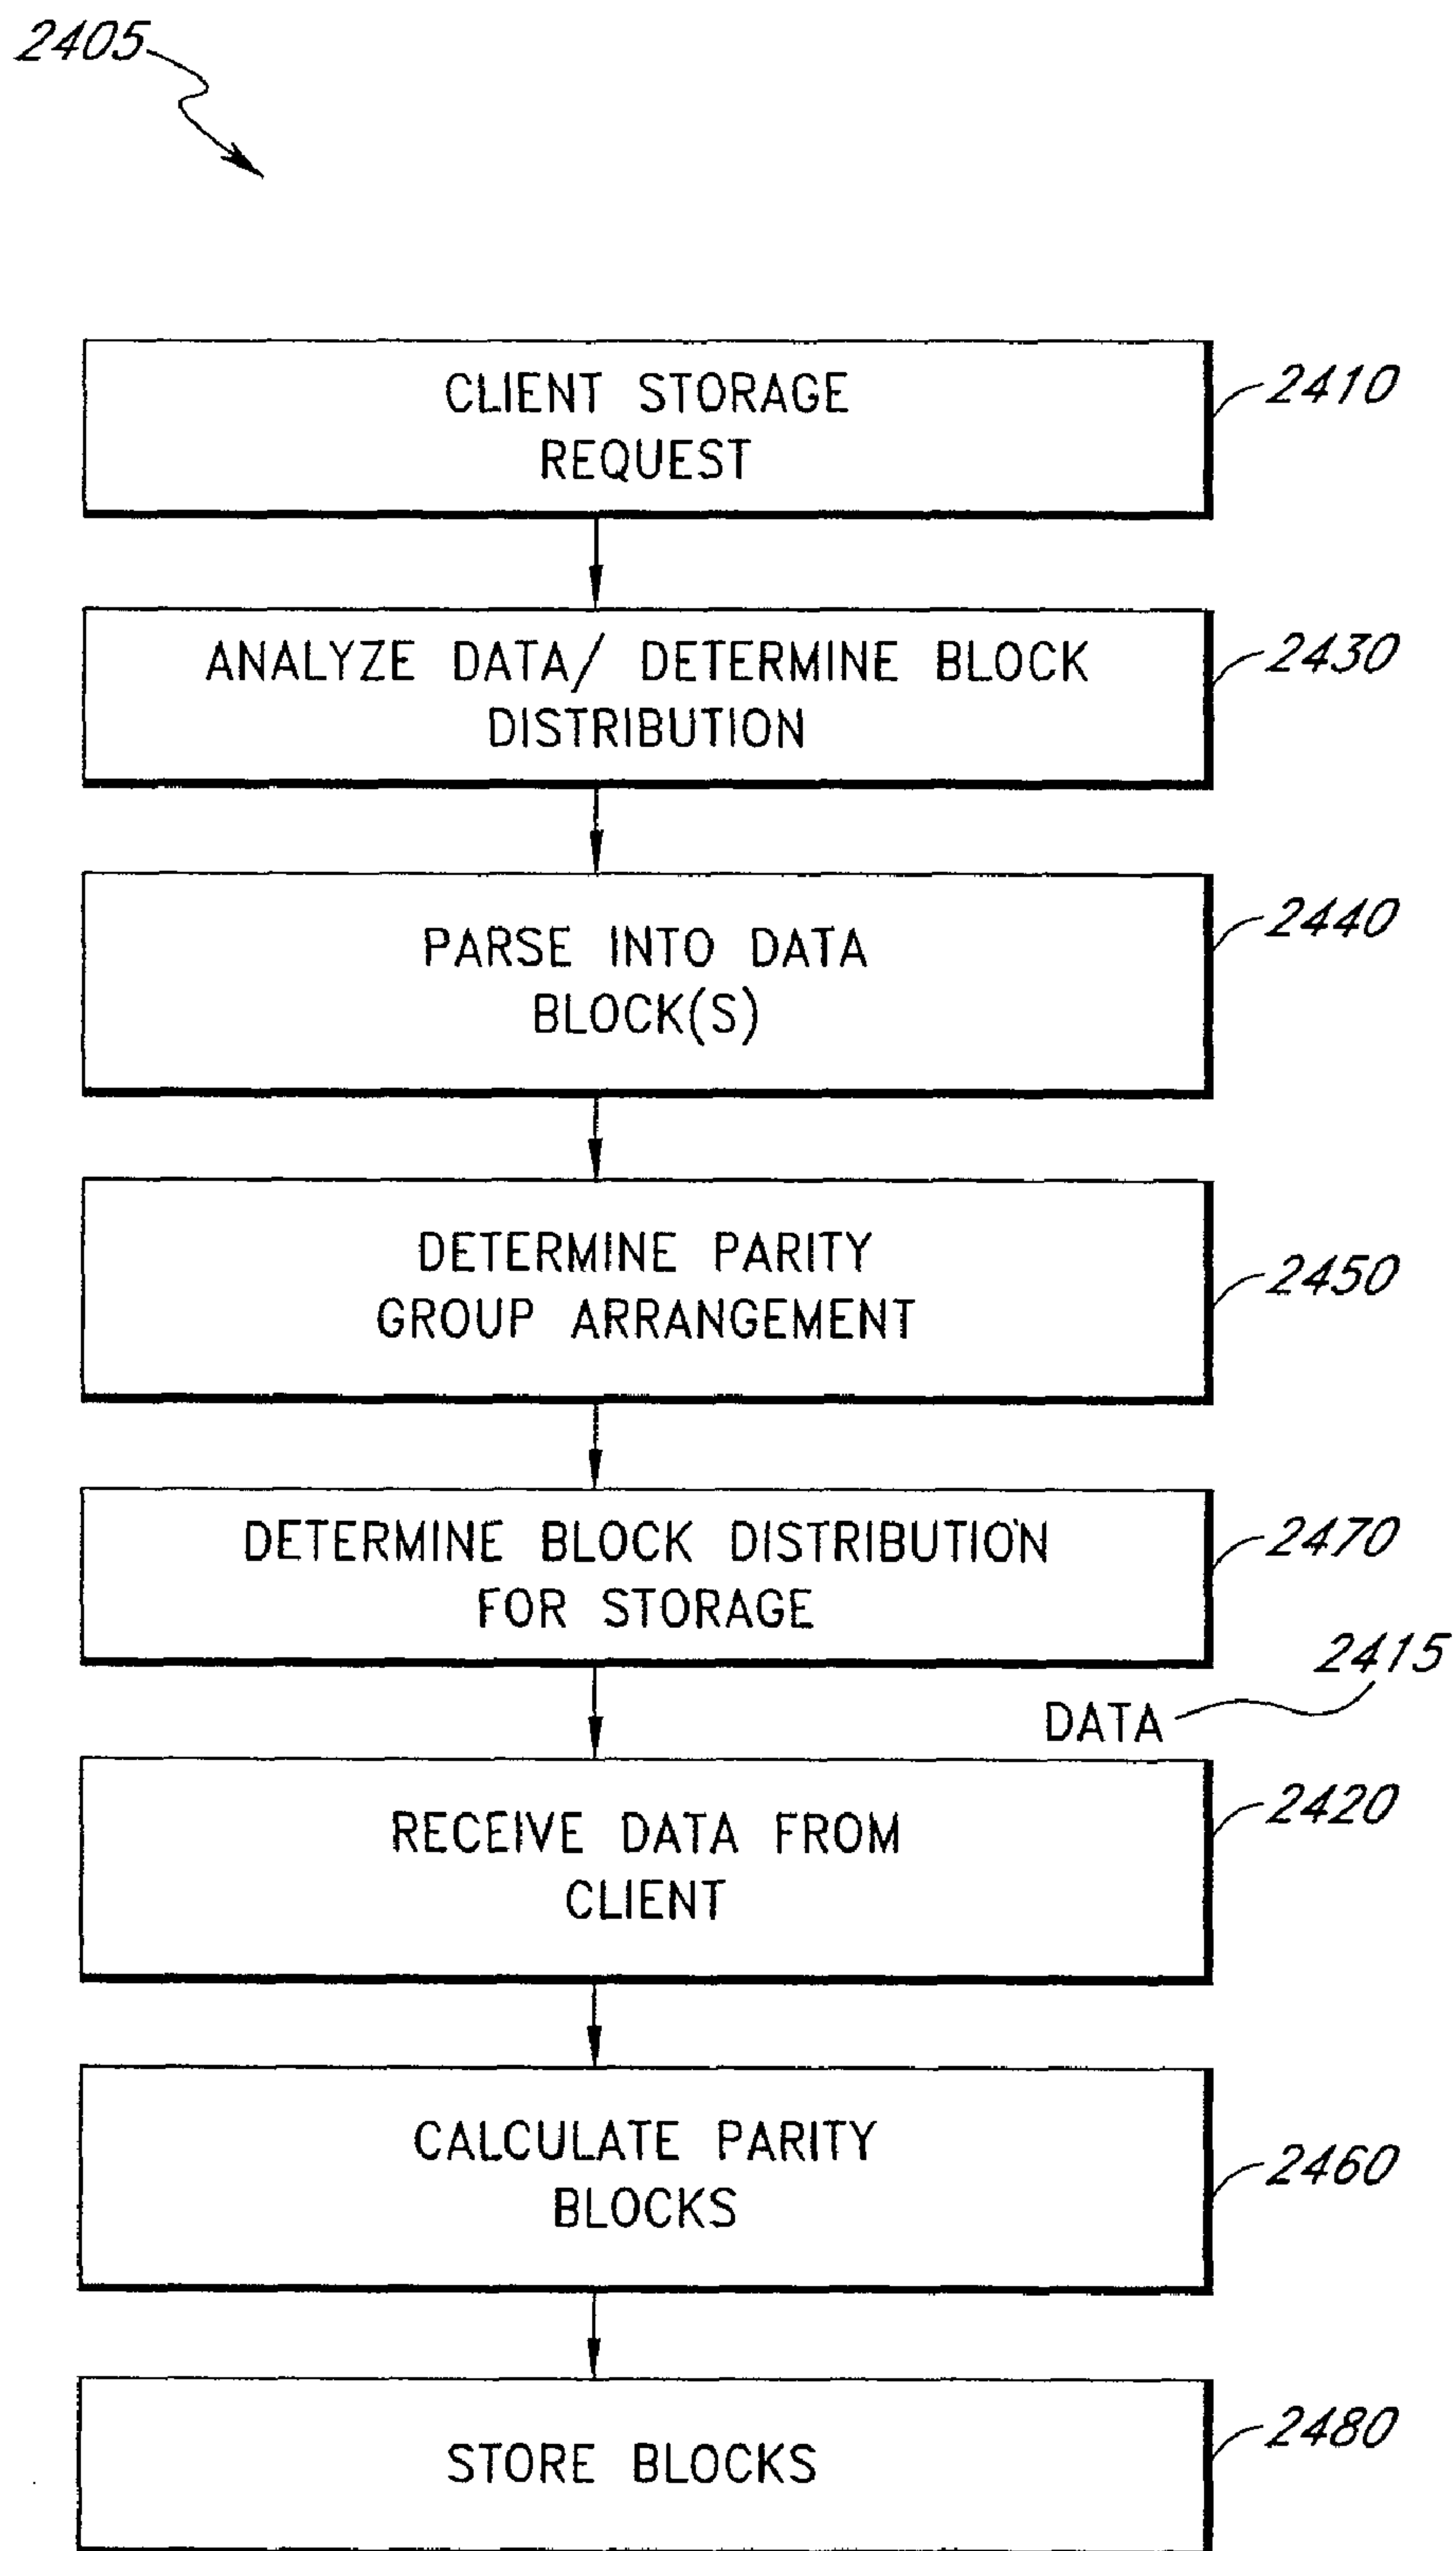 2405
CLIENT STORAGE
REQUEST
2410
ANALYZE DATA/ DETERMINE BLOCK
DISTRIBUTION
2430
PARSE INTO DATA
BLOCK(S)
2440
DETERMINE PARITY
GROUP ARRANGEMENT
2450
DETERMINE BLOCK DISTRIBUTION
FOR STORAGE
2470
2415
DATA
RECEIVE DATA FROM
CLIENT
2420
CALCULATE PARITY
BLOCKS
2460
STORE BLOCKS
2480